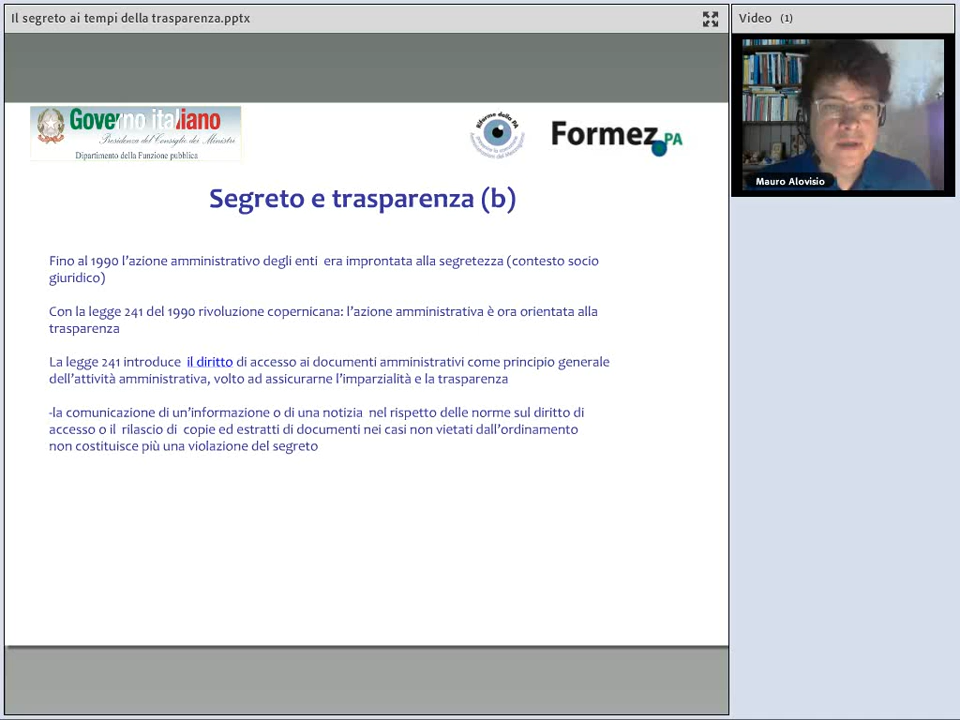 Il segreto ai tempi della trasparenza.pptx
Video (1)
Mauro Alovisio
Governo italiano
Presidenza del Consiglio dei Ministri
Dipartimento della Funzione pubblica
Riforme della PA
Formez PA
Segreto e trasparenza (b)
Fino al 1990 l’azione amministrativo degli enti era improntata alla segretezza (contesto socio
giuridico)
Con la legge 241 del 1990 rivoluzione copernicana: l’azione amministrativa è ora orientata alla
trasparenza
La legge 241 introduce il diritto di accesso ai documenti amministrativi come principio generale
dell’attività amministrativa, volto ad assicurarne l’imparzialità e la trasparenza
-la comunicazione di un’informazione o di una notizia nel rispetto delle norme sul diritto di
accesso o il rilascio di copie ed estratti di documenti nei casi non vietati dall’ordinamento
non costituisce più una violazione del segreto